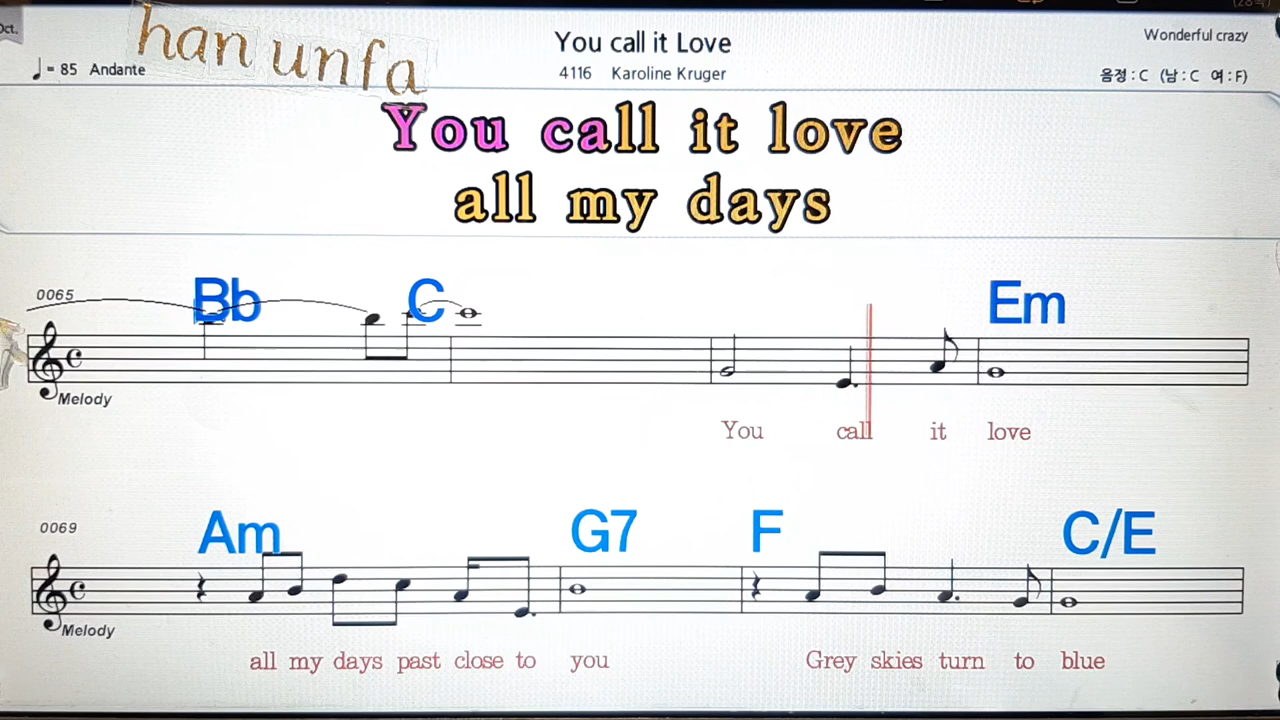 Oct.
han unfa
♩= 85 Andante
You call it Love
4116 Karoline Kruger
Wonderful crazy
음정 : C (남 : C 여 : F)
You call it love
all my days
0065
Bb C Em
Melody
You call it love
0069
Am G7 F C/E
Melody
all my days past close to you Grey skies turn to blue